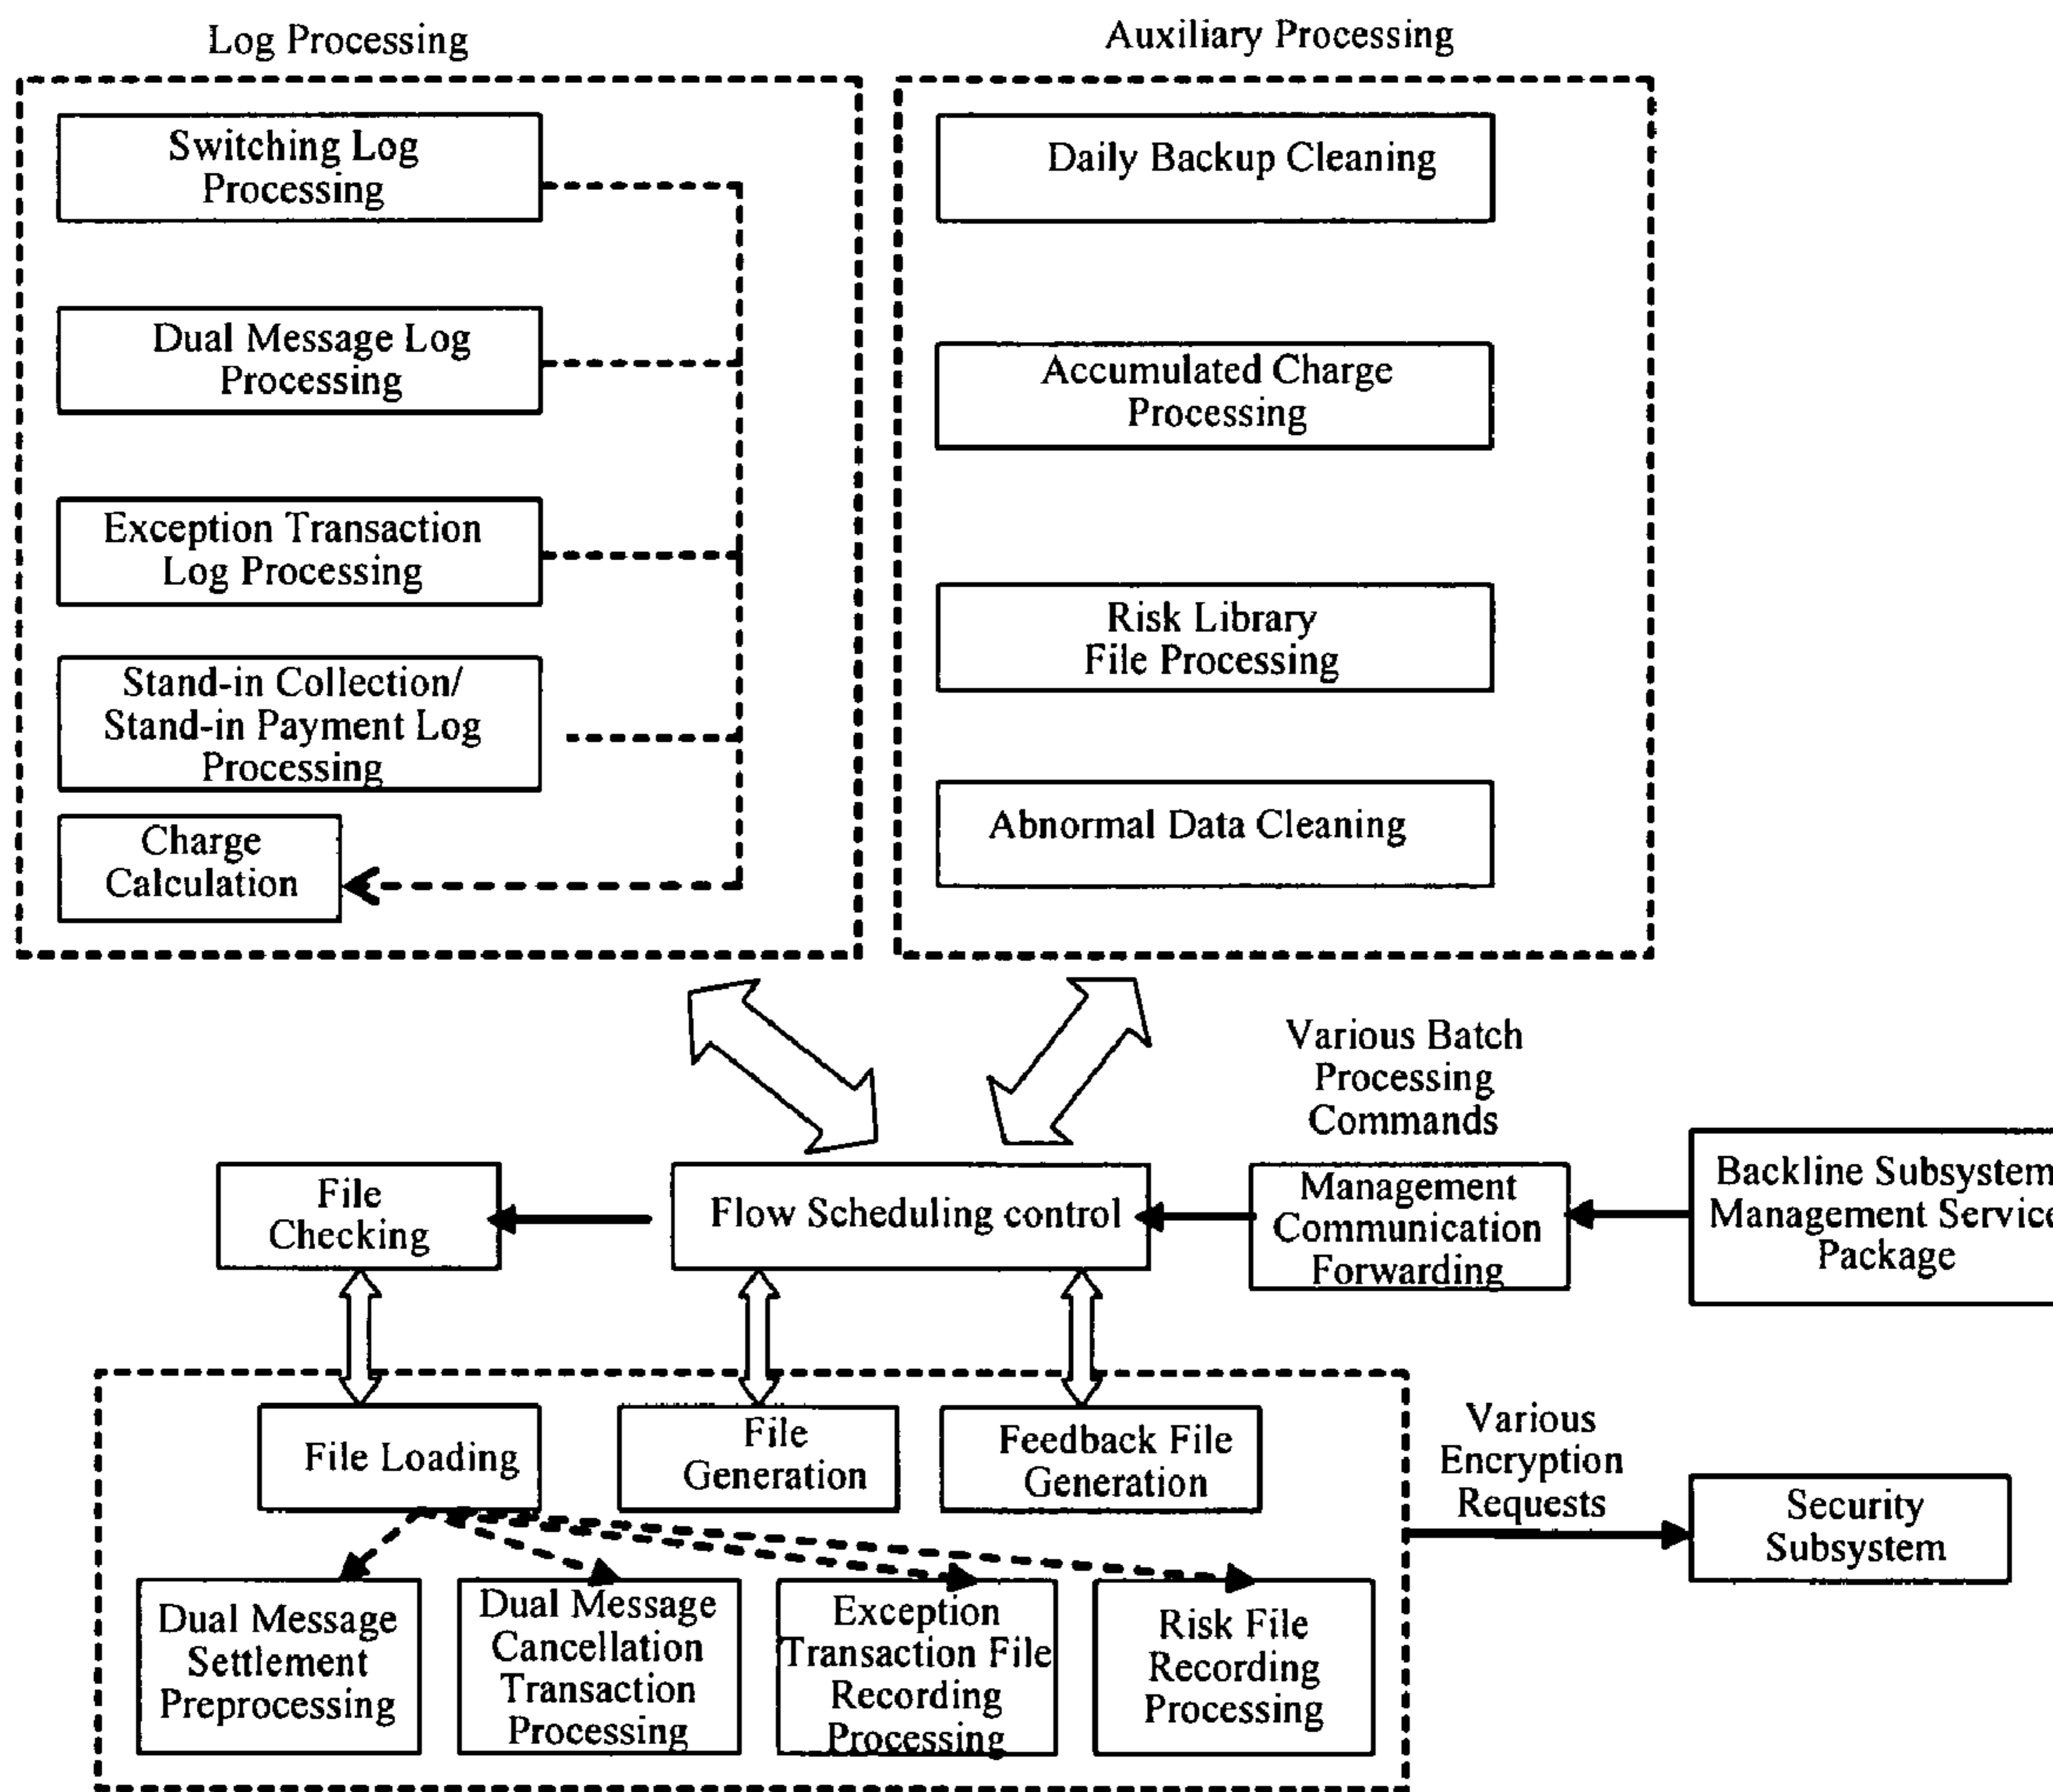 Log Processing
Auxiliary Processing
Switching Log
Processing
Dual Message Log
Processing
Exception Transaction
Log Processing
Stand-in Collection/
Stand-in Payment Log
Processing
Charge
Calculation
Daily Backup Cleaning
Accumulated Charge
Processing
Risk Library
File Processing
Abnormal Data Cleaning
Various Batch
Processing
Commands
File
Checking
Flow Scheduling control
Management
Communication
Forwarding
Backline Subsystem
Management Service
Package
File Loading
File
Generation
Feedback File
Generation
Various
Encryption
Requests
Security
Subsystem
Dual Message
Settlement
Preprocessing
Dual Message
Cancellation
Transaction
Processing
Exception
Transaction File
Recording
Processing
Risk File
Recording
Processing